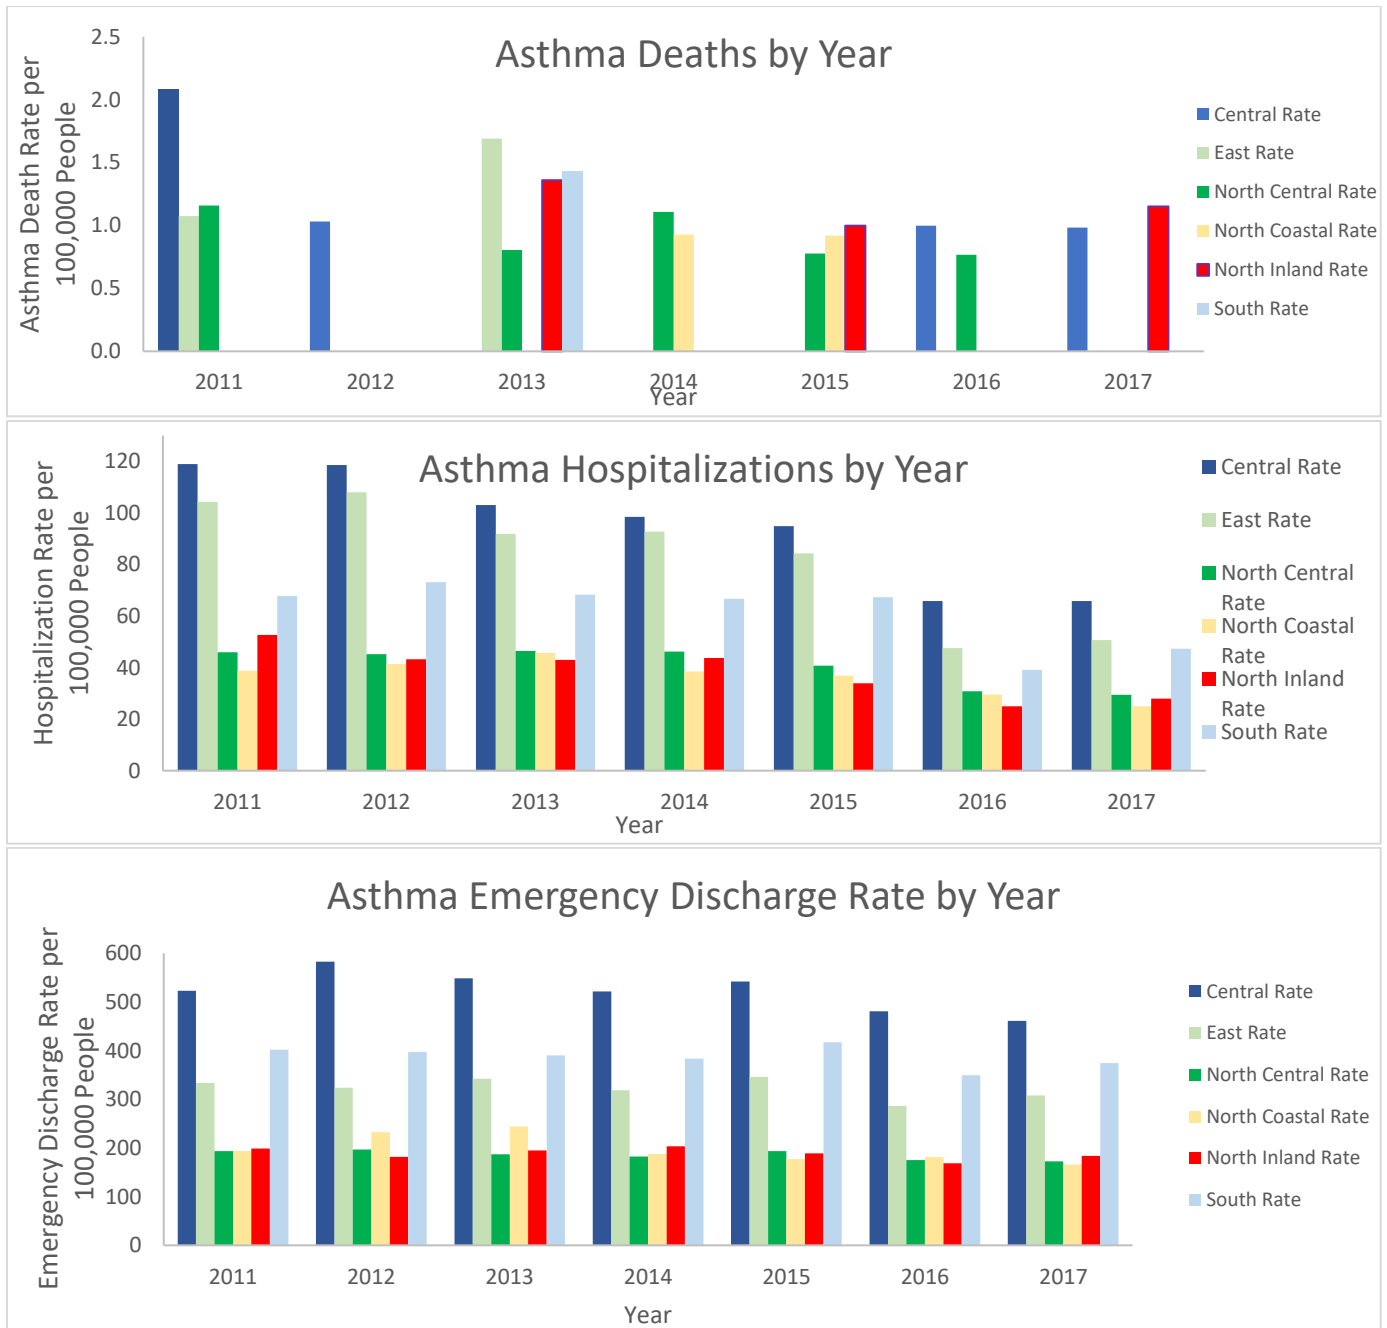 Asthma Deaths by Year
Asthma Death Rate per
100,000 People
2.5
2.0
1.5
1.0
0.5
0.0
2011
2012
2013
2014
2015
2016
2017
Year
Central Rate
East Rate
North Central Rate
North Coastal Rate
North Inland Rate
South Rate
Asthma Hospitalizations by Year
Hospitalization Rate per
100,000 People
120
100
80
60
40
20
0
2011
2012
2013
2014
2015
2016
2017
Year
Central Rate
East Rate
North Central
Rate
North Coastal
Rate
North Inland
Rate
South Rate
Asthma Emergency Discharge Rate by Year
Emergency Discharge Rate per
100,000 People
600
500
400
300
200
100
0
2011
2012
2013
2014
2015
2016
2017
Year
Central Rate
East Rate
North Central Rate
North Coastal Rate
North Inland Rate
South Rate